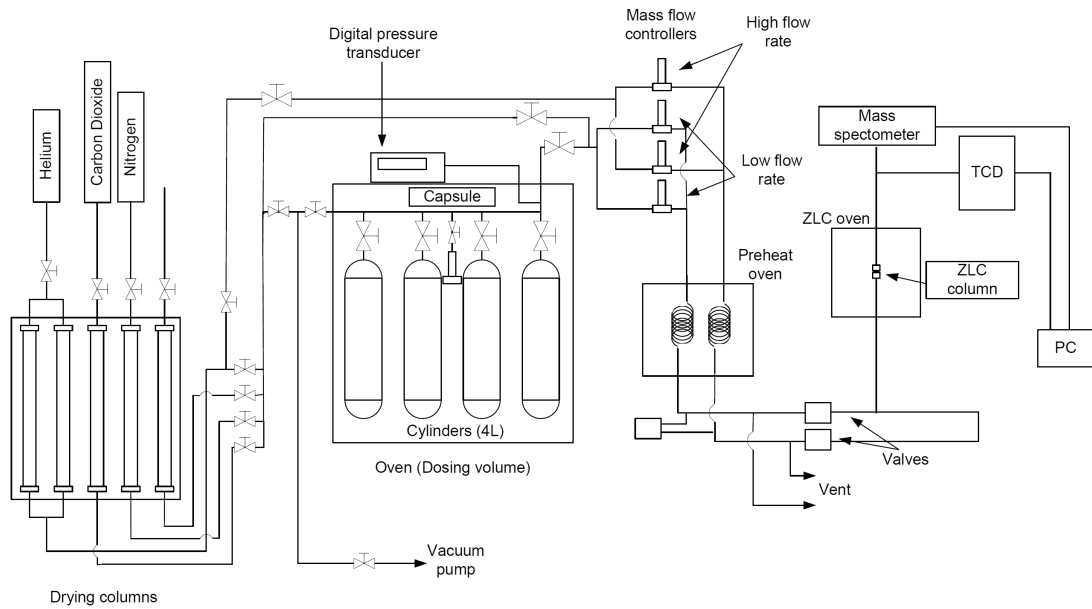 Digital pressure
transducer
Mass flow
controllers
High flow
rate
Helium
Carbon Dioxide
Nitrogen
Mass
spectometer
TCD
Low flow
rate
Capsule
ZLC oven
Preheat
oven
ZLC
column
PC
Cylinders (4L)
Oven (Dosing volume)
Valves
Vent
Vacuum
pump
Drying columns